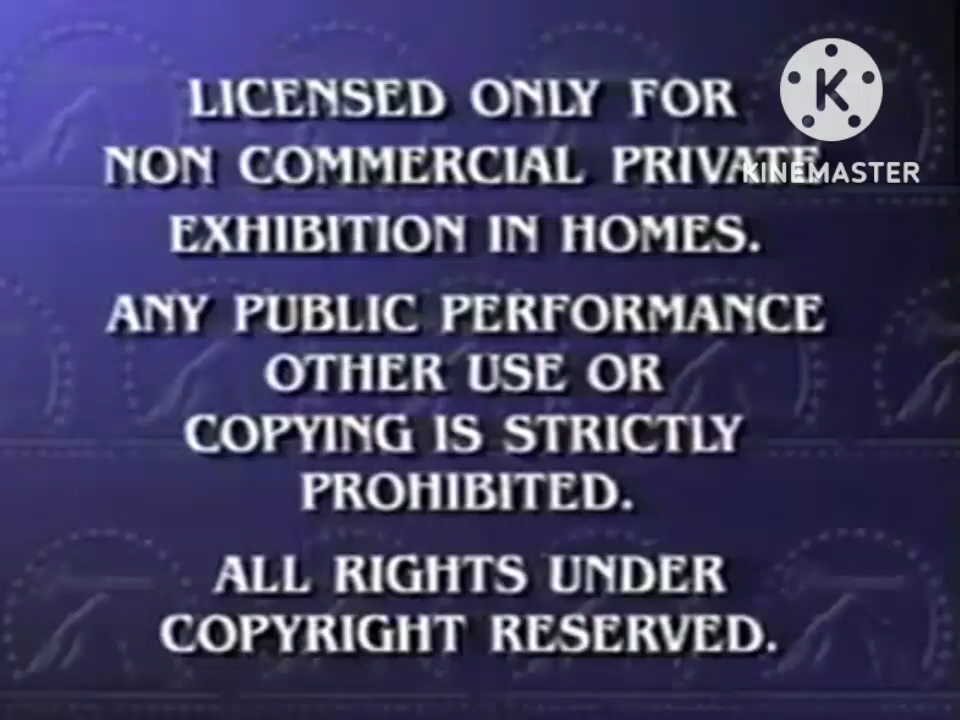 LICENSED ONLY FOR
NON COMMERCIAL PRIVATE
EXHIBITION IN HOMES.
ANY PUBLIC PERFORMANCE
OTHER USE OR
COPYING IS STRICTLY
PROHIBITED.
ALL RIGHTS UNDER
COPYRIGHT RESERVED.
K
KINEMASTER